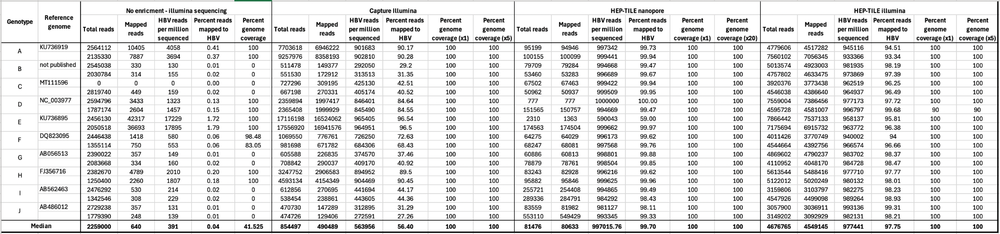 No enricment - illumina sequencing Capture Illumina HEP-TILE nanopore HEP-TILE illumina
Genotype Reference genome Total reads Mapped reads HBV reads per million sequenced Percent reads mapped to HBV Percent genome coverage Total reads Mapped reads HBV reads per million sequenced Percent reads mapped to HBV Percent genome coverage (x1) Percent genome coverage (x5) Total reads Mapped reads HBV reads per million sequenced Percent reads mapped to HBV Percent genome coverage (x1) Percent genome coverage (x20) Total reads Mapped reads HBV reads per million sequenced Percent reads mapped to HBV Percent genome coverage (x1) Percent genome coverage (x5)
A KU736919 2564112 10405 4058 0.41 100 7703618 6946222 901683 90.17 100 100 95199 94946 997342 99.73 100 100 4779606 4517282 945116 94.51 100 100
2135330 7887 3694 0.37 100 9257976 8358193 902810 90.28 100 100 100155 100099 999441 99.94 100 100 7560102 7056345 933366 93.34 100 100
B not published 2545038 330 130 0.01 0 511478 149377 292050 29.2 100 100 79709 79284 994668 99.47 100 100 5013574 4923003 981935 98.19 100 100
2030784 314 155 0.02 0 551530 172912 313513 31.35 100 100 53460 53283 996689 99.67 100 100 4757802 4633475 973869 97.39 100 100
C MT111596 0 0 0 0.00 0 727296 309195 425130 42.51 100 100 67502 67463 999422 99.94 100 100 3920376 3773438 962519 96.25 100 100
2819740 449 159 0.02 0 667198 270331 405174 40.52 100 100 50962 50937 999509 99.95 100 100 4546038 4386640 964937 96.49 100 100
D NC_003977 2594796 3433 1323 0.13 100 2359894 1997417 846401 84.64 100 100 777 777 1000000 100.00 100 100 7559004 7386456 977173 97.72 100 100
1787174 2604 1457 0.15 100 2365408 1999929 845490 84.55 100 100 151565 150757 994669 99.47 100 100 4595728 4581007 996797 99.68 90 90
E KU736895 2456130 42317 17229 1.72 100 17116198 16524062 965405 96.54 100 100 2310 1363 590043 59.00 100 100 7866442 7537133 958137 95.81 100 100
2050518 36693 17895 1.79 100 17556920 16941576 964951 96.5 100 100 174563 174504 999662 99.97 100 100 7175694 6915732 963772 96.38 100 100
F DQ823095 2446438 1418 580 0.06 98.48 1069550 776761 726250 72.63 100 100 64275 64029 996173 99.62 100 100 4011426 3770749 940002 94 100 100
1355114 750 553 0.06 83.05 981698 671782 684306 68.43 100 100 68247 68081 997568 99.76 100 100 4544664 4392756 966574 96.66 100 100
G AB056513 2390022 357 149 0.01 0 605588 226835 374570 37.46 100 100 60886 60813 998801 99.88 100 100 4869602 4790237 983702 98.37 100 100
2083668 334 160 0.02 0 708842 290037 409170 40.92 100 100 78879 78761 998504 99.85 100 100 4110952 4048170 984728 98.47 100 100
H FJ356716 2382670 4789 2010 0.20 100 3247752 2906583 894952 89.5 100 100 83243 82928 996216 99.62 100 100 5613544 5488416 977710 97.77 100 100
1250400 2260 1807 0.18 100 4593134 4154349 904469 90.45 100 100 95882 95846 999625 99.96 100 100 5122012 5020249 980132 98.01 100 100
I AB562463 2476292 530 214 0.02 0 612856 270695 441694 44.17 100 100 255721 254408 994865 99.49 100 100 3159806 3103797 982275 98.23 100 100
1342546 308 229 0.02 0 538454 238861 443605 44.36 100 100 289336 284791 984292 98.43 100 100 4547926 4499098 989264 98.93 100 100
J AB486012 2729238 357 131 0.01 0 470730 147289 312895 31.29 100 100 83559 81982 981127 98.11 100 100 3057900 3036911 993136 99.31 100 100
1779390 248 139 0.01 0 474726 129406 272591 27.26 100 100 553110 549429 993345 99.33 100 100 3149202 3092929 982131 98.21 100 100
Median 2259000 640 391 0.04 41.525 854497 490489 563956 56.40 100 100 81476 80633 997015.76 99.70 100 100 4676765 4549145 977441 97.75 100 100